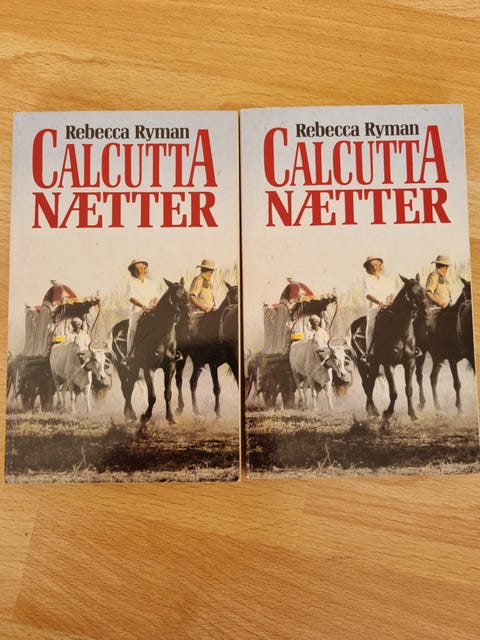 Rebecca Ryman
CALCUTTA
NÆTTER
Rebecca Ryman
CALCUTTA
NÆTTER